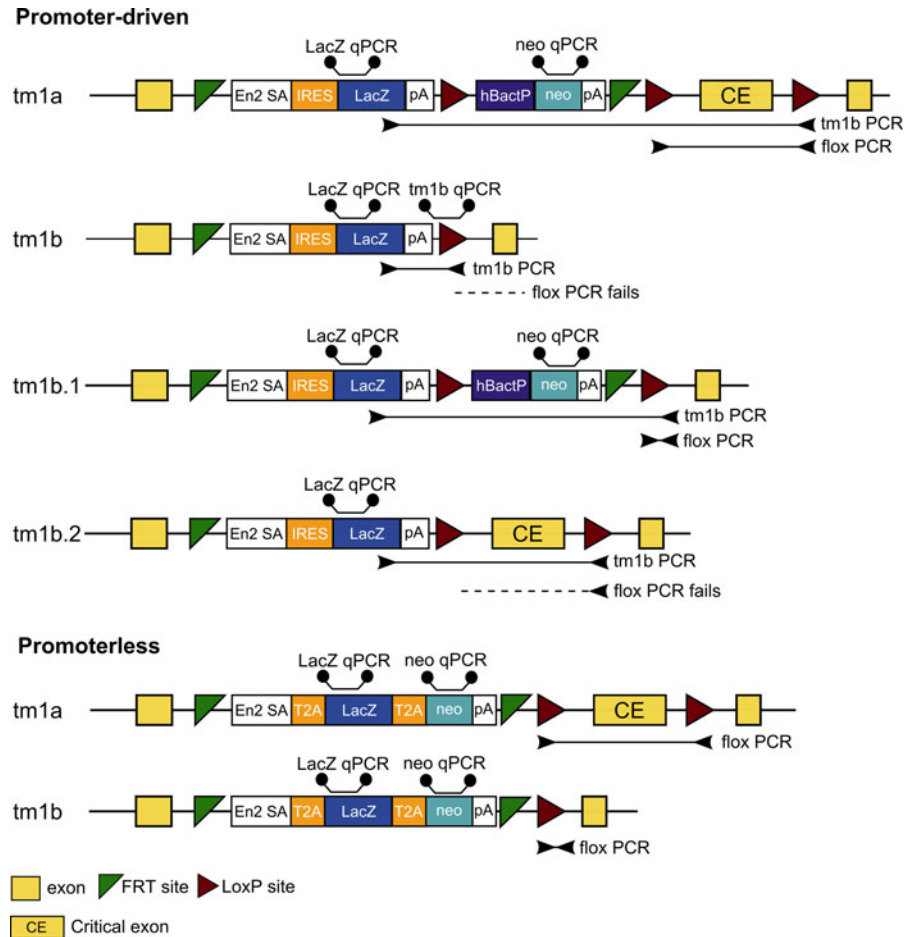 Promoter-driven
LacZ qPCR neo qPCR
tm1a En2 SA IRES LacZ pA hBactP neo pA CE
tm1b PCR
flox PCR
LacZ qPCR tm1b qPCR
tm1b En2 SA IRES LacZ pA
tm1b PCR
flox PCR fails
LacZ qPCR neo qPCR
tm1b.1 En2 SA IRES LacZ pA hBactP neo pA
tm1b PCR
flox PCR
LacZ qPCR
tm1b.2 En2 SA IRES LacZ pA CE
tm1b PCR
flox PCR fails
Promoterless
LacZ qPCR neo qPCR
tm1a En2 SA T2A LacZ T2A neo pA CE
flox PCR
LacZ qPCR neo qPCR
tm1b En2 SA T2A LacZ T2A neo pA
flox PCR
exon FRT site LoxP site
CE Critical exon